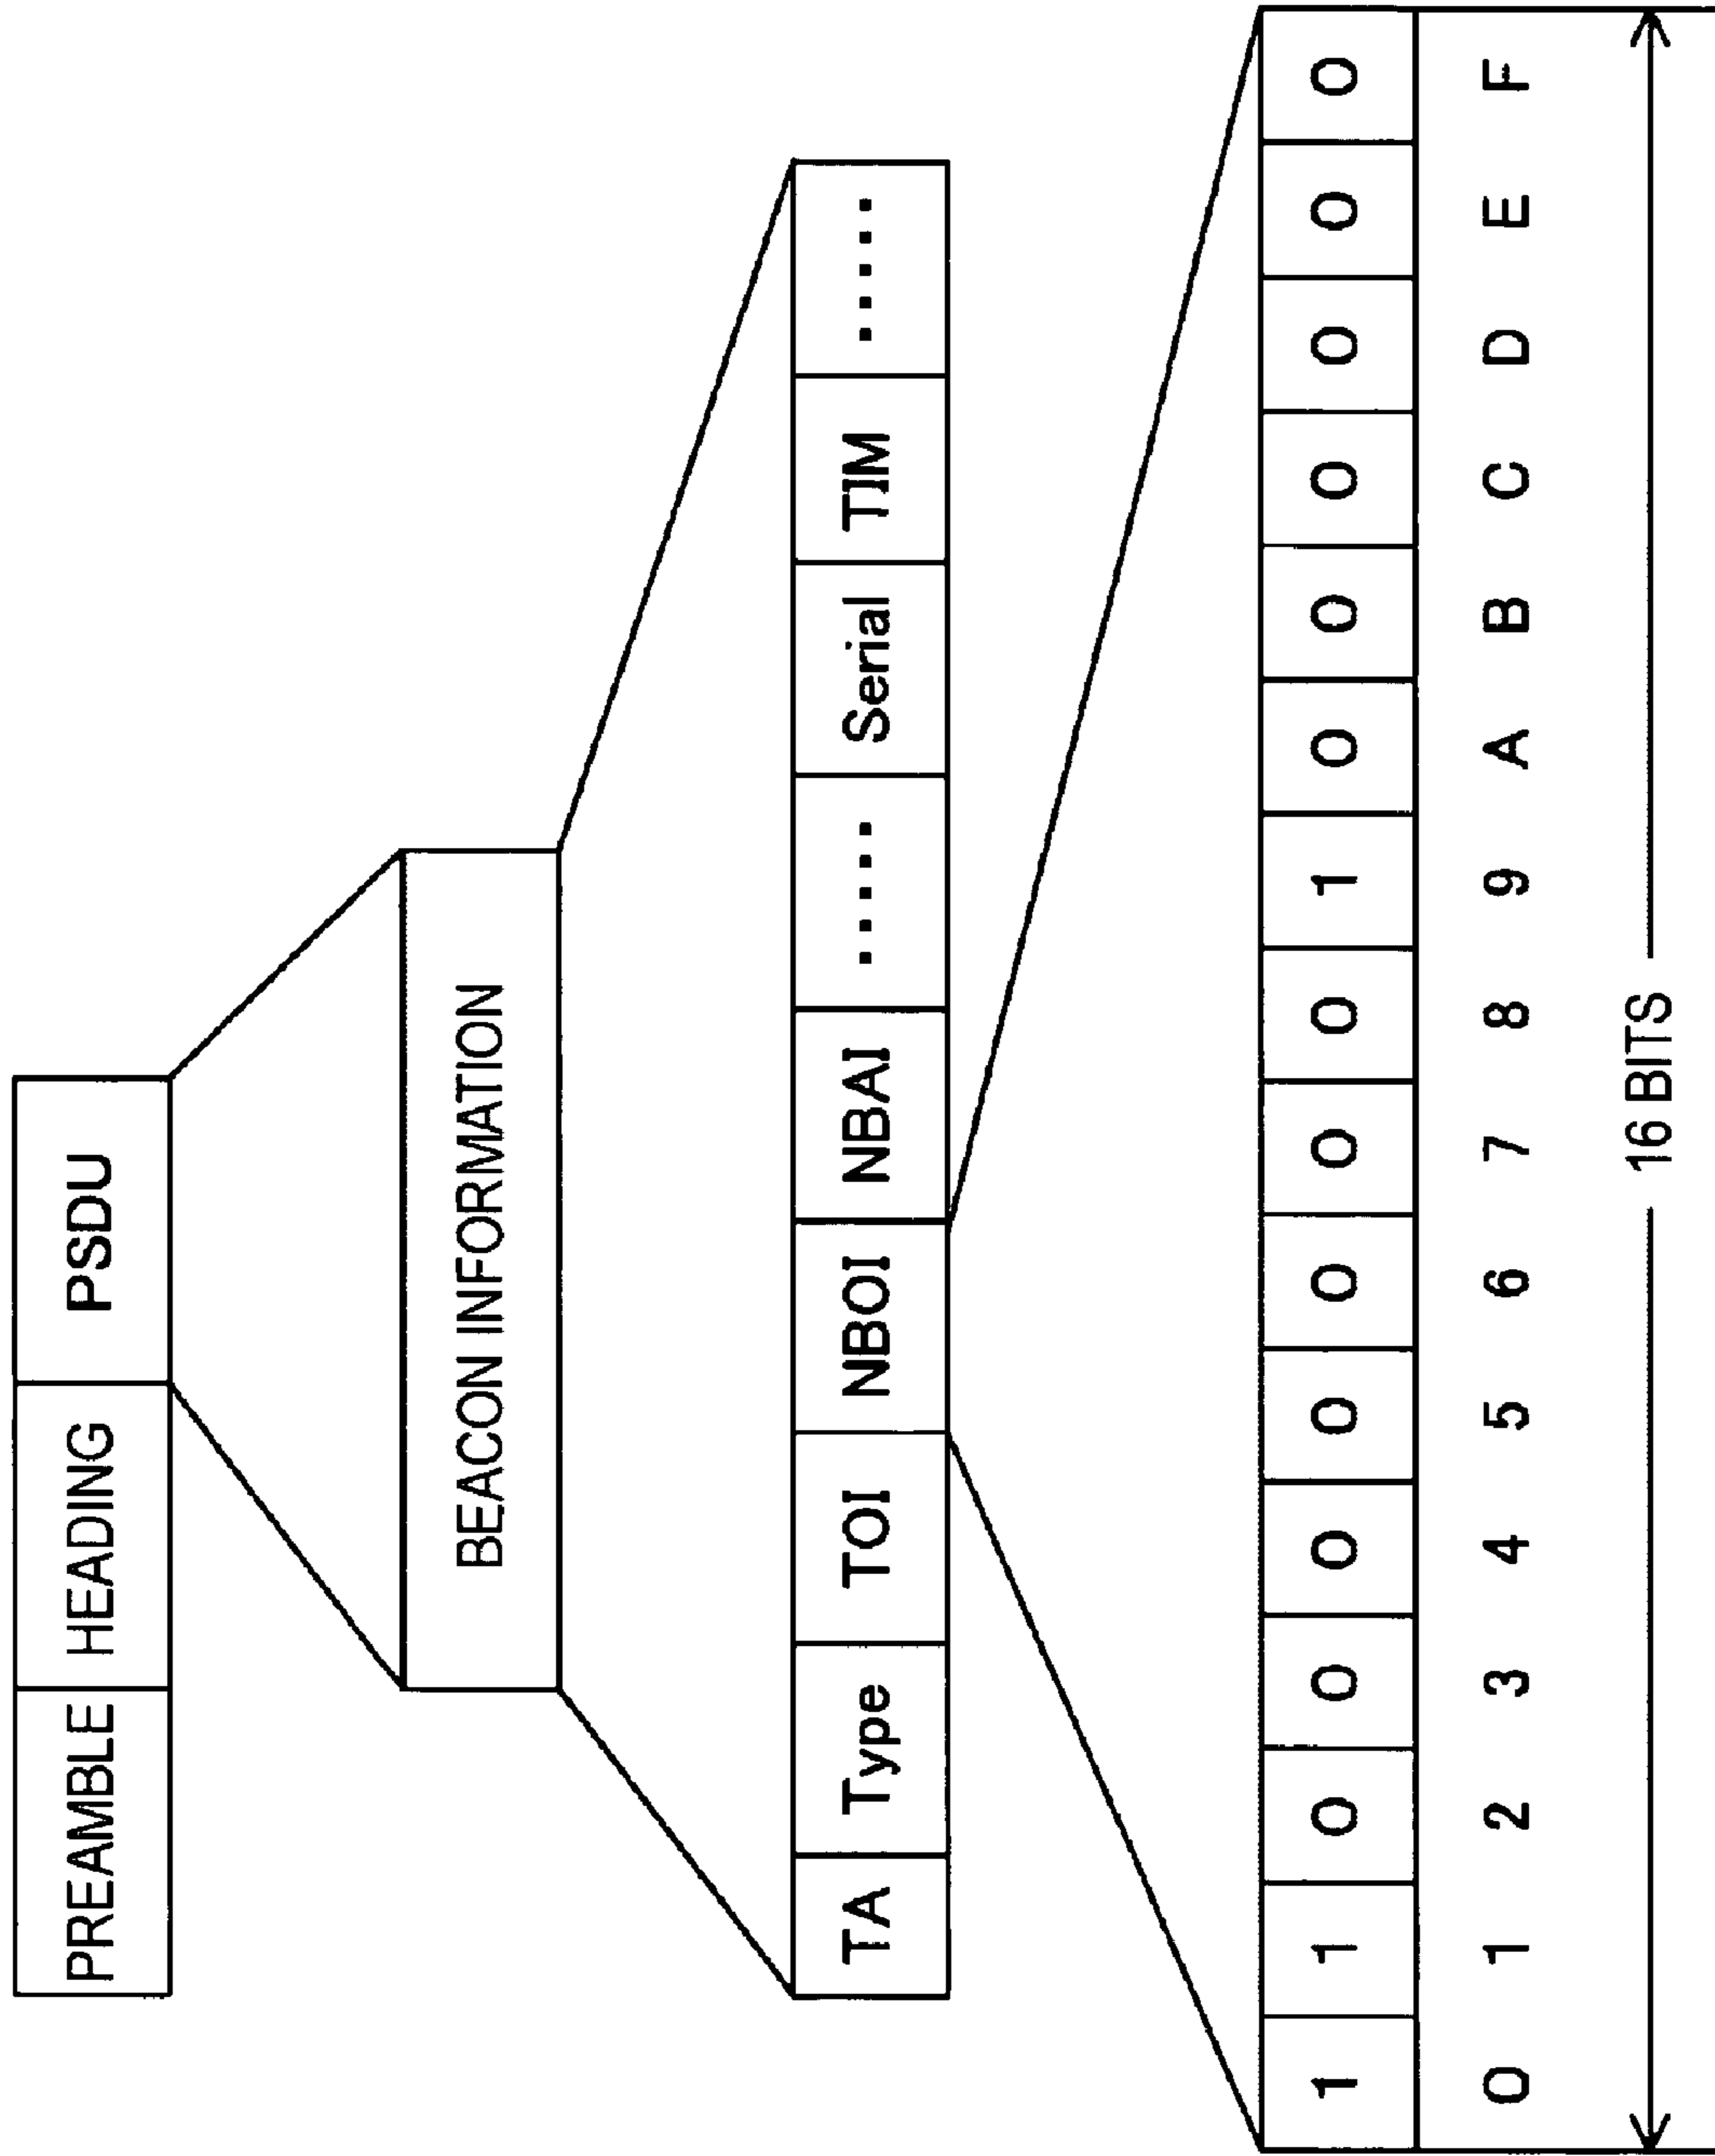 PREAMBLE HEADING PSDU
BEACON INFORMATION
TA Type TOI NBOI NBAI ..... Serial TIM .....
1 1 0 0 0 0 0 0 0 1 0 0 0 0 0 0
0 1 2 3 4 5 6 7 8 9 A B C D E F
16 BITS